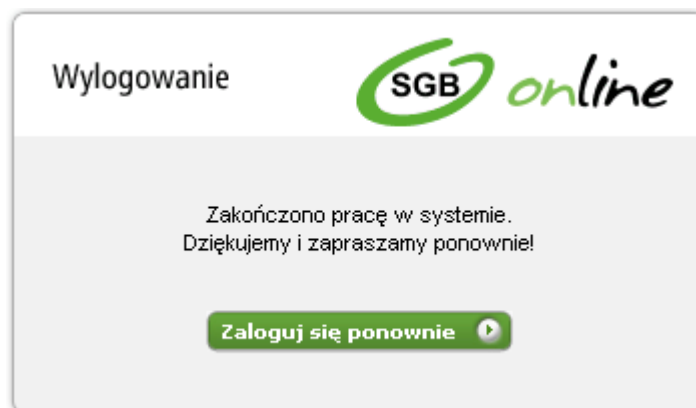 Wylogowanie
SGB online
Zakończono pracę w systemie.
Dziękujemy i zapraszamy ponownie!
Zaloguj się ponownie